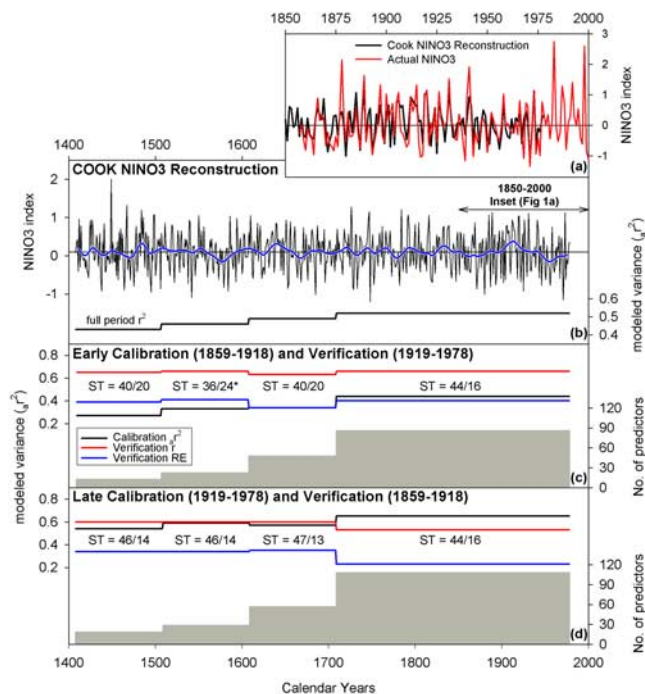 1850 1875 1900 1925 1950 1975 2000
Cook NINO3 Reconstruction
Actual NINO3
3
2
1
0
-1
NINO3 index
(a)
1400 1500 1600
COOK NINO3 Reconstruction
1850-2000
Inset (Fig 1a)
2
1
0
-1
NINO3 index
full period r²
0.6
0.5
0.4
modeled variance (ₐr²)
(b)
Early Calibration (1859-1918) and Verification (1919-1978)
0.8
0.6
0.4
0.2
ST = 40/20 ST = 36/24* ST = 40/20 ST = 44/16
Calibration ₐr²
Verification r
Verification RE
modeled variance (ₐr²)
120
90
60
30
0
No. of predictors
(c)
Late Calibration (1919-1978) and Verification (1859-1918)
0.8
0.6
0.4
0.2
ST = 46/14 ST = 46/14 ST = 47/13 ST = 44/16
120
90
60
30
0
No. of predictors
(d)
1400 1500 1600 1700 1800 1900 2000
Calendar Years